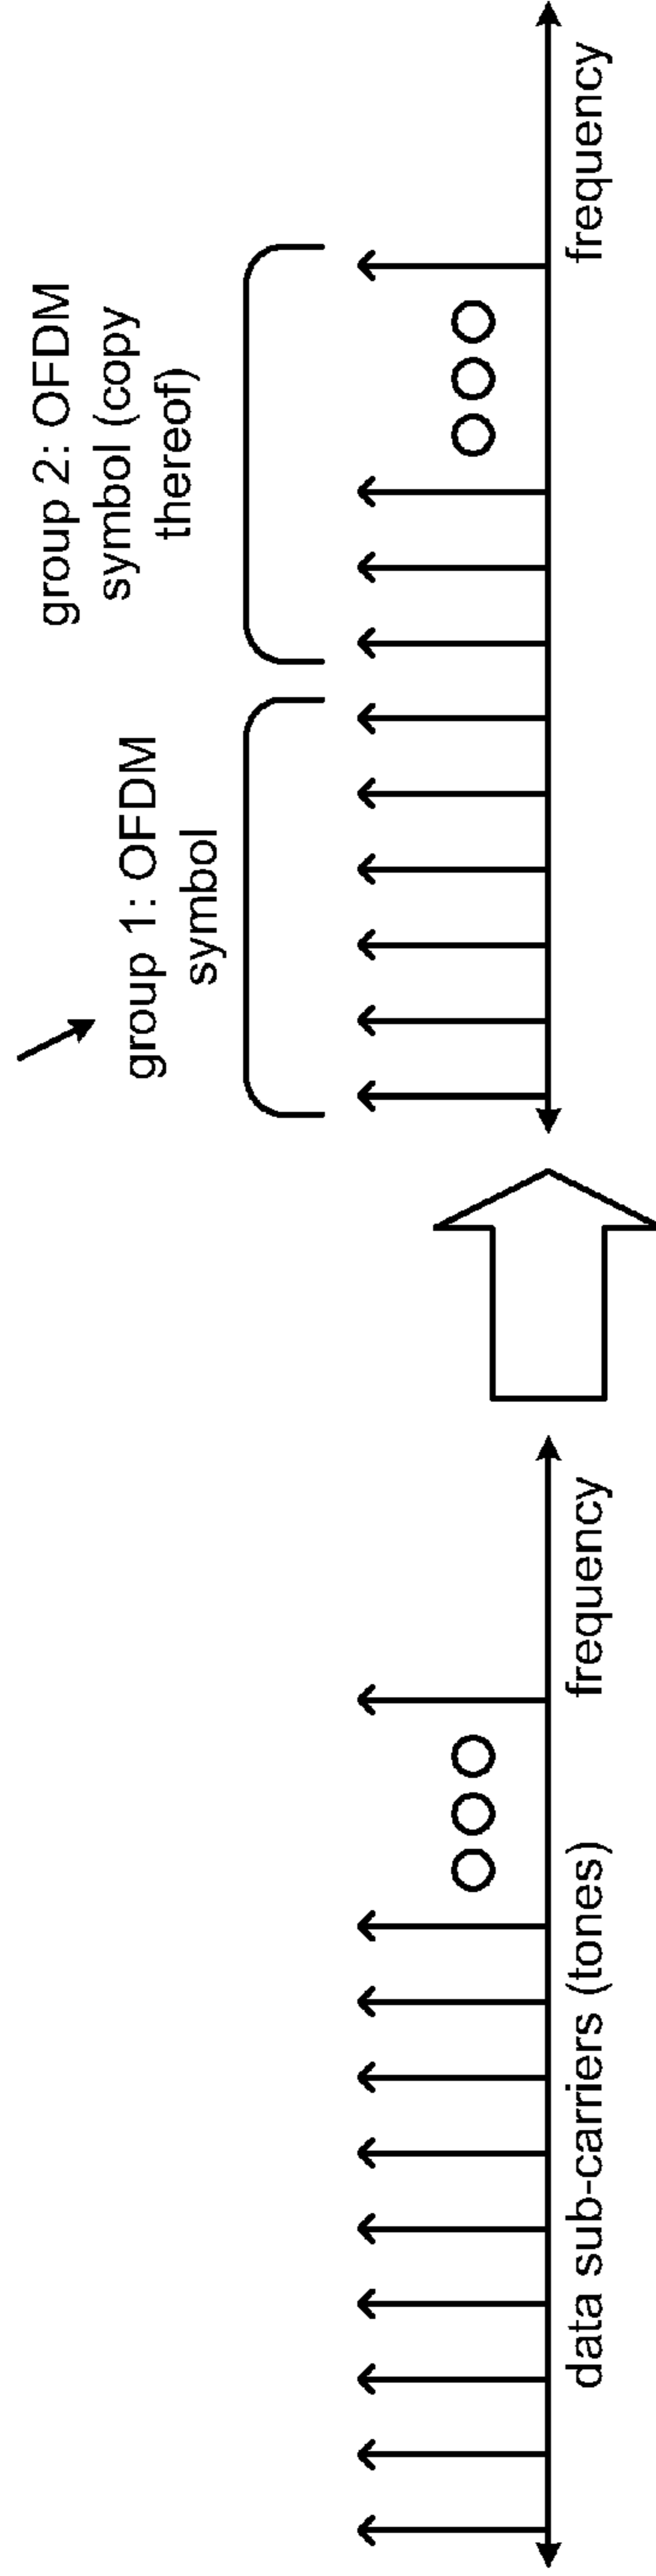 group 1: OFDM
symbol
group 2: OFDM
symbol (copy
thereof)
data sub-carriers (tones)
frequency
frequency